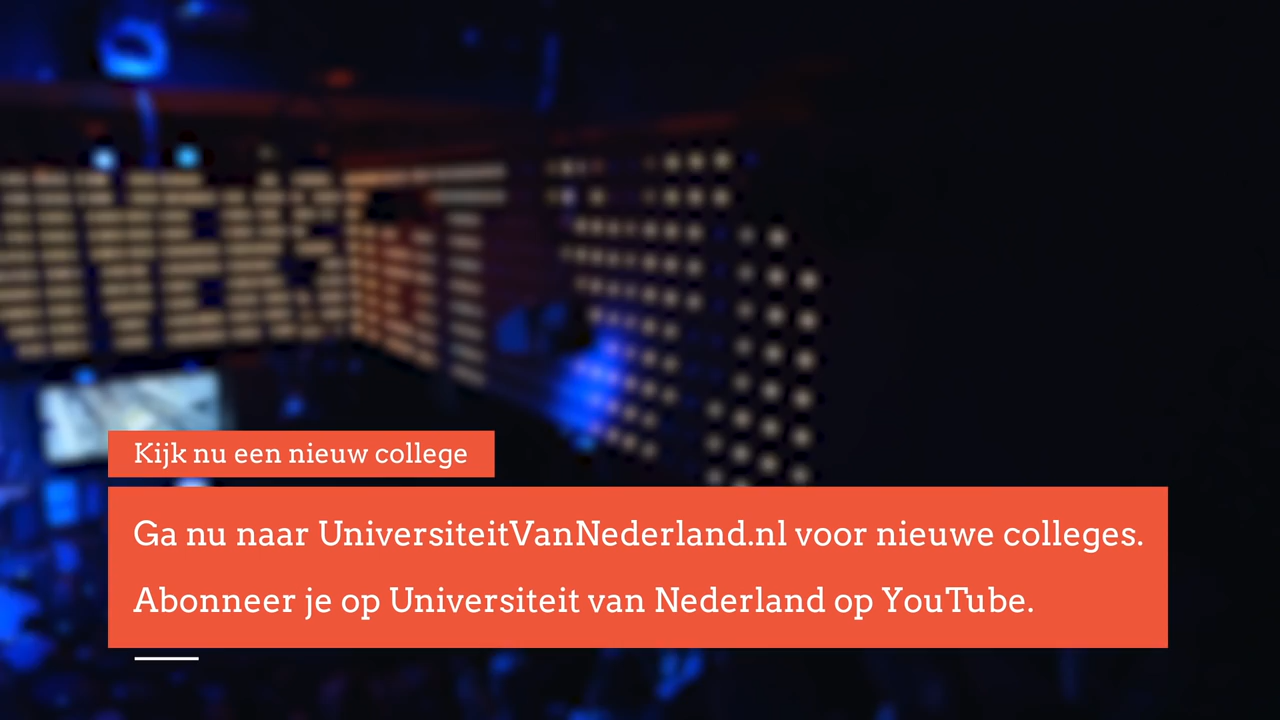 Kijk nu een nieuw college
Ga nu naar UniversiteitVanNederland.nl voor nieuwe colleges.
Abonneer je op Universiteit van Nederland op YouTube.